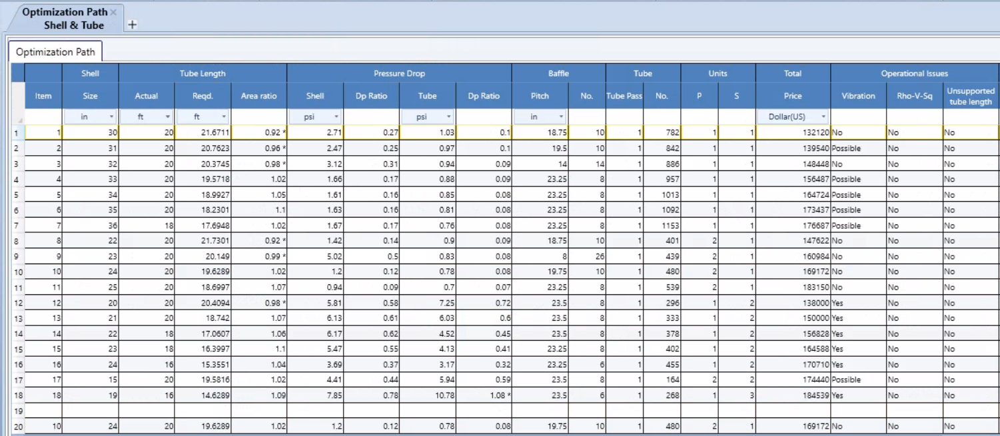 Optimization Path ×
Shell & Tube +
Optimization Path
Shell Tube Length Pressure Drop Baffle Tube Units Total Operational Issues
Item Size Actual Reqd. Area ratio Shell Dp Ratio Tube Dp Ratio Pitch No. Tube Pass No. P S Price Vibration Rho-V-Sq Unsupported tube length
in ft ft psi psi in Dollar(US)
1 1 30 20 21.6711 0.92 * 2.71 0.27 1.03 0.1 18.75 10 1 782 1 1 132120 No No No
2 2 31 20 20.7623 0.96 * 2.47 0.25 0.97 0.1 19.5 10 1 842 1 1 139540 Possible No No
3 3 32 20 20.3745 0.98 * 3.12 0.31 0.94 0.09 14 14 1 886 1 1 148448 No No No
4 4 33 20 19.5718 1.02 1.66 0.17 0.88 0.09 23.25 8 1 957 1 1 156487 Possible No No
5 5 34 20 18.9927 1.05 1.61 0.16 0.85 0.08 23.25 8 1 1013 1 1 164724 Possible No No
6 6 35 20 18.2301 1.1 1.63 0.16 0.81 0.08 23.25 8 1 1092 1 1 173437 Possible No No
7 7 36 18 17.6948 1.02 1.67 0.17 0.76 0.08 23.25 8 1 1153 1 1 176687 Possible No No
8 8 22 20 21.7301 0.92 * 1.42 0.14 0.9 0.09 18.75 10 1 401 2 1 147622 No No No
9 9 23 20 20.149 0.99 * 5.02 0.5 0.83 0.08 8 26 1 439 2 1 160984 No No No
10 10 24 20 19.6289 1.02 1.2 0.12 0.78 0.08 19.75 10 1 480 2 1 169172 No No No
11 11 25 20 18.6997 1.07 0.94 0.09 0.7 0.07 23.25 8 1 539 2 1 183150 No No No
12 12 20 20 20.4094 0.98 * 5.81 0.58 7.25 0.72 23.5 8 1 296 1 2 138000 Yes No No
13 13 21 20 18.742 1.07 6.13 0.61 6.03 0.6 23.5 8 1 333 1 2 150000 Yes No No
14 14 22 18 17.0607 1.06 6.17 0.62 4.52 0.45 23.5 8 1 378 1 2 156828 Yes No No
15 15 23 18 16.3997 1.1 5.47 0.55 4.13 0.41 23.25 8 1 402 1 2 164588 Yes No No
16 16 24 16 15.3551 1.04 3.69 0.37 3.17 0.32 23.25 6 1 455 1 2 170710 Yes No No
17 17 15 20 19.5816 1.02 4.41 0.44 5.94 0.59 23.5 8 1 164 2 2 174440 Possible No No
18 18 19 16 14.6289 1.09 7.85 0.78 10.78 1.08 * 23.5 6 1 268 1 3 184539 Yes No No
19
20 10 24 20 19.6289 1.02 1.2 0.12 0.78 0.08 19.75 10 1 480 2 1 169172 No No No